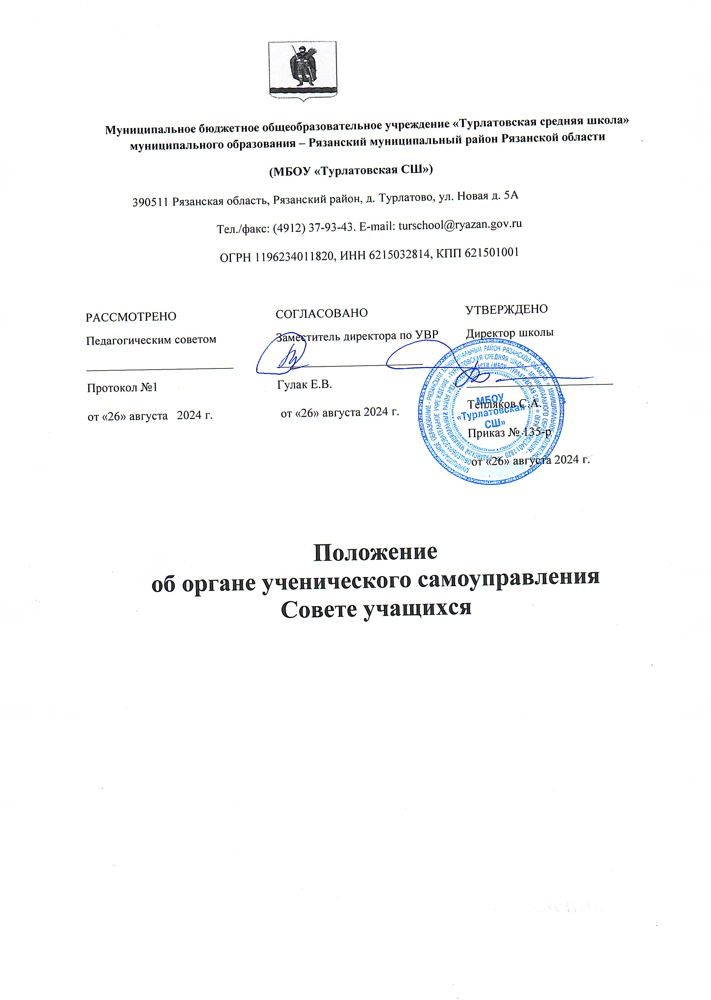 Муниципальное бюджетное общеобразовательное учреждение «Турлатовская средняя школа»
муниципального образования – Рязанский муниципальный район Рязанской области
(МБОУ «Турлатовская СШ»)
390511 Рязанская область, Рязанский район, д. Турлатово, ул. Новая д. 5А
Тел./факс: (4912) 37-93-43. E-mail: turschool@ryazan.gov.ru
ОГРН 1196234011820, ИНН 6215032814, КПП 621501001
РАССМОТРЕНО
Педагогическим советом
Протокол №1
от «26» августа 2024 г.
СОГЛАСОВАНО
Заместитель директора по УВР
Гулак Е.В.
от «26» августа 2024 г.
УТВЕРЖДЕНО
Директор школы
Тепляков С.А.
Приказ № 135-р
от «26» августа 2024 г.
МБОУ
«Турлатовская
СШ»
Положение
об органе ученического самоуправления
Совете учащихся